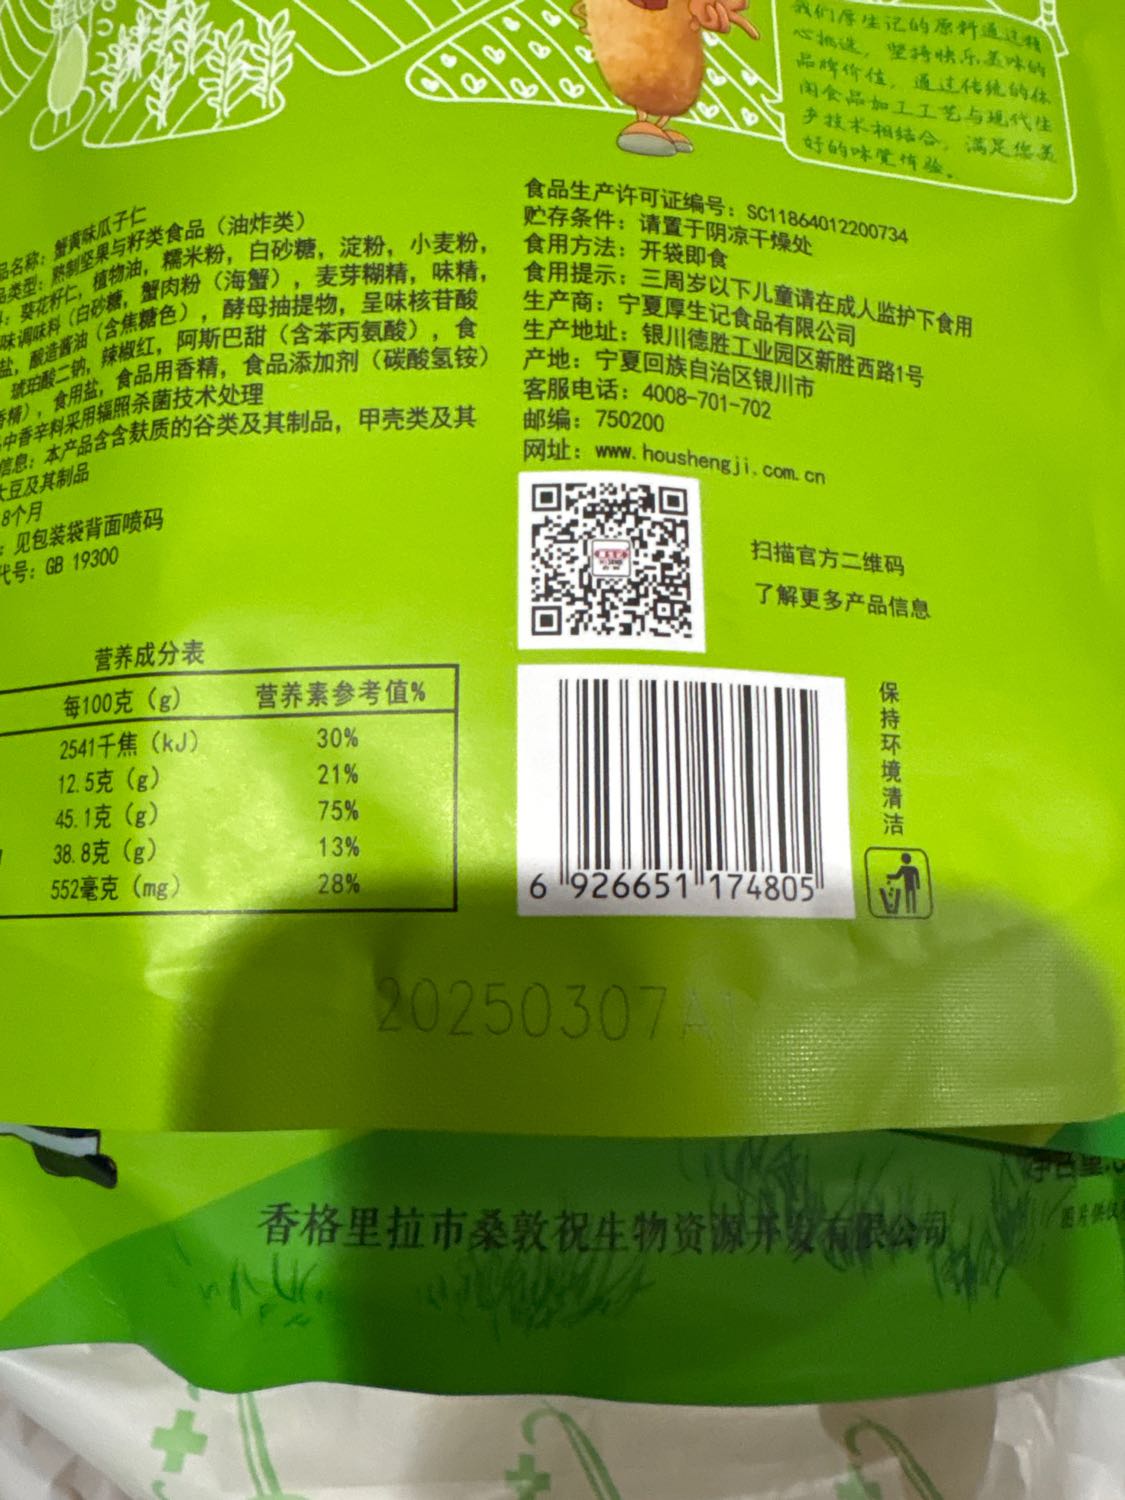 我们厚生记的原料通过精
心挑选，坚持快乐美味的
品牌价值，通过传统的休
闲食品加工工艺与现代生
产技术相结合，满足您美
好的味觉体验。
品名称：蟹黄味瓜子仁
品类型：熟制坚果与籽类食品（油炸类）
：葵花籽仁，植物油，糯米粉，白砂糖，淀粉，小麦粉，
味调味料（白砂糖，蟹肉粉（海蟹），麦芽糊精，味精，
盐，酿造酱油（含焦糖色），酵母抽提物，呈味核苷酸
琥珀酸二钠，辣椒红，阿斯巴甜（含苯丙氨酸），食
香精），食用盐，食品用香精，食品添加剂（碳酸氢铵）
中香辛料采用辐照杀菌技术处理
信息：本产品含含麸质的谷类及其制品，甲壳类及其
大豆及其制品
8个月
：见包装袋背面喷码
代号：GB 19300
食品生产许可证编号：SC11864012200734
贮存条件：请置于阴凉干燥处
食用方法：开袋即食
食用提示：三周岁以下儿童请在成人监护下食用
生产商：宁夏厚生记食品有限公司
生产地址：银川德胜工业园区新胜西路1号
产地：宁夏回族自治区银川市
客服电话：4008-701-702
邮编：750200
网址：www.houshengji.com.cn
扫描官方二维码
了解更多产品信息
营养成分表
每100克（g） 营养素参考值%
2541千焦（kJ） 30%
12.5克（g） 21%
45.1克（g） 75%
38.8克（g） 13%
552毫克（mg） 28%
6 926651 174805
保持环境清洁
20250307A1
净含量:
香格里拉市桑敦祝生物资源开发有限公司
图片供仅